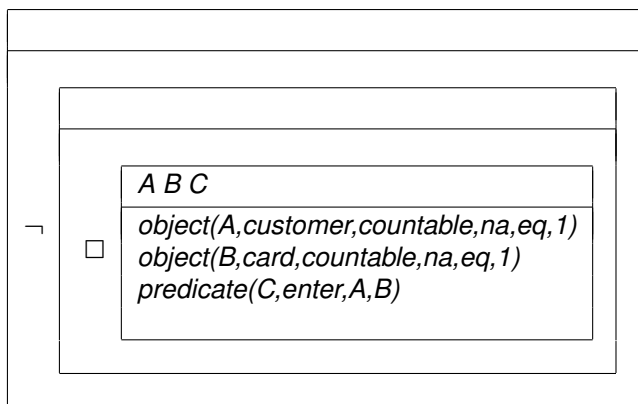 A B C
object(A,customer,countable,na,eq,1)
¬ □ object(B,card,countable,na,eq,1)
predicate(C,enter,A,B)